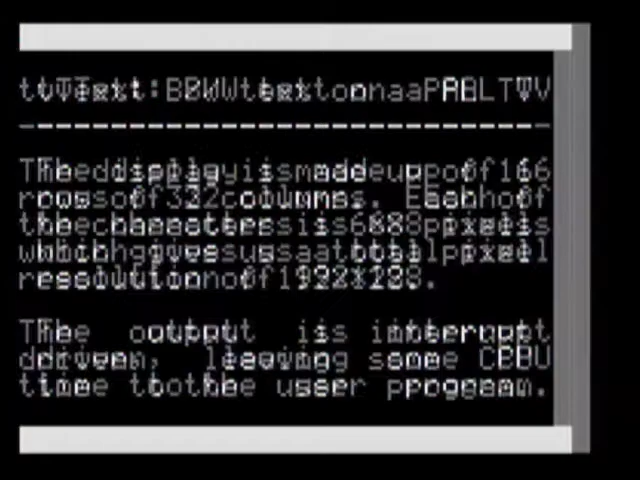 tvText: B/W text on a PAL TV
--------------------------------
The display is made up of 16
rows of 32 columns. Each of
the characters is 6x8 pixels
which gives us a total pixel
resolution of 192x128.
The output is interrupt
driven, leaving some CPU
time to the user program.